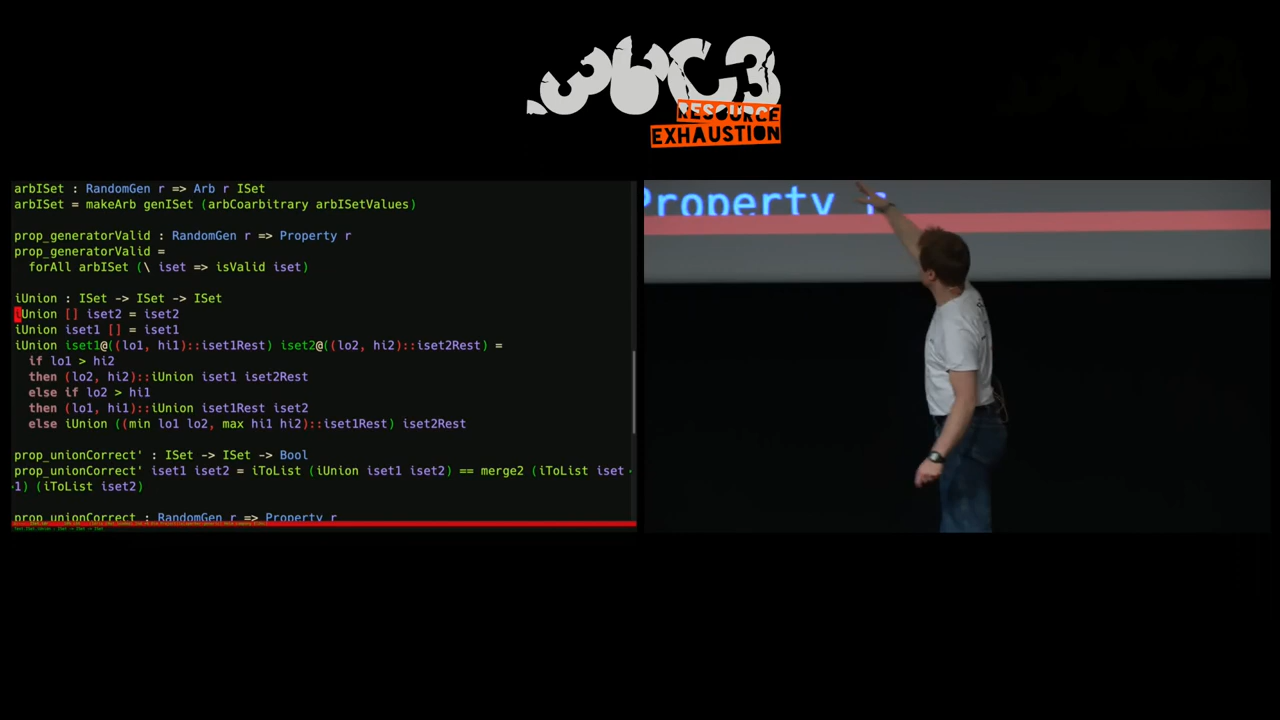 36C3
RESOURCE
EXHAUSTION
arbISet : RandomGen r => Arb r ISet
arbISet = makeArb genISet (arbCoarbitrary arbISetValues)
prop_generatorValid : RandomGen r => Property r
prop_generatorValid =
forAll arbISet (\ iset => isValid iset)
iUnion : ISet -> ISet -> ISet
iUnion [] iset2 = iset2
iUnion iset1 [] = iset1
iUnion iset1@((lo1, hi1)::iset1Rest) iset2@((lo2, hi2)::iset2Rest) =
if lo1 > hi2
then (lo2, hi2)::iUnion iset1 iset2Rest
else if lo2 > hi1
then (lo1, hi1)::iUnion iset1Rest iset2
else iUnion ((min lo1 lo2, max hi1 hi2)::iset1Rest) iset2Rest
prop_unionCorrect' : ISet -> ISet -> Bool
prop_unionCorrect' iset1 iset2 = iToList (iUnion iset1 iset2) == merge2 (iToList iset
1) (iToList iset2)
prop_unionCorrect : RandomGen r => Property r
Property r